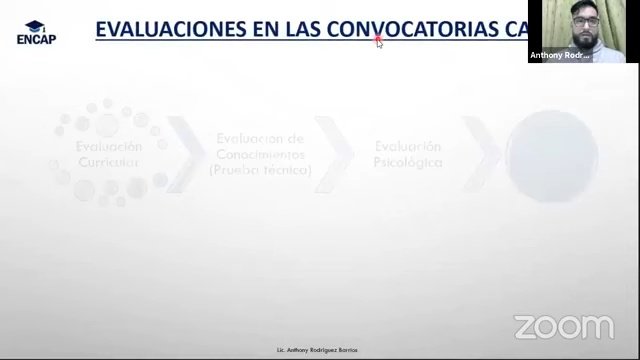 ENCAP
EVALUACIONES EN LAS CONVOCATORIAS CA
Anthony Rodr...
Evaluación
Curricular
Evaluación de
Conocimientos
(Prueba técnica)
Evaluación
Psicológica
zoom
Lic. Anthony Rodríguez Barrios